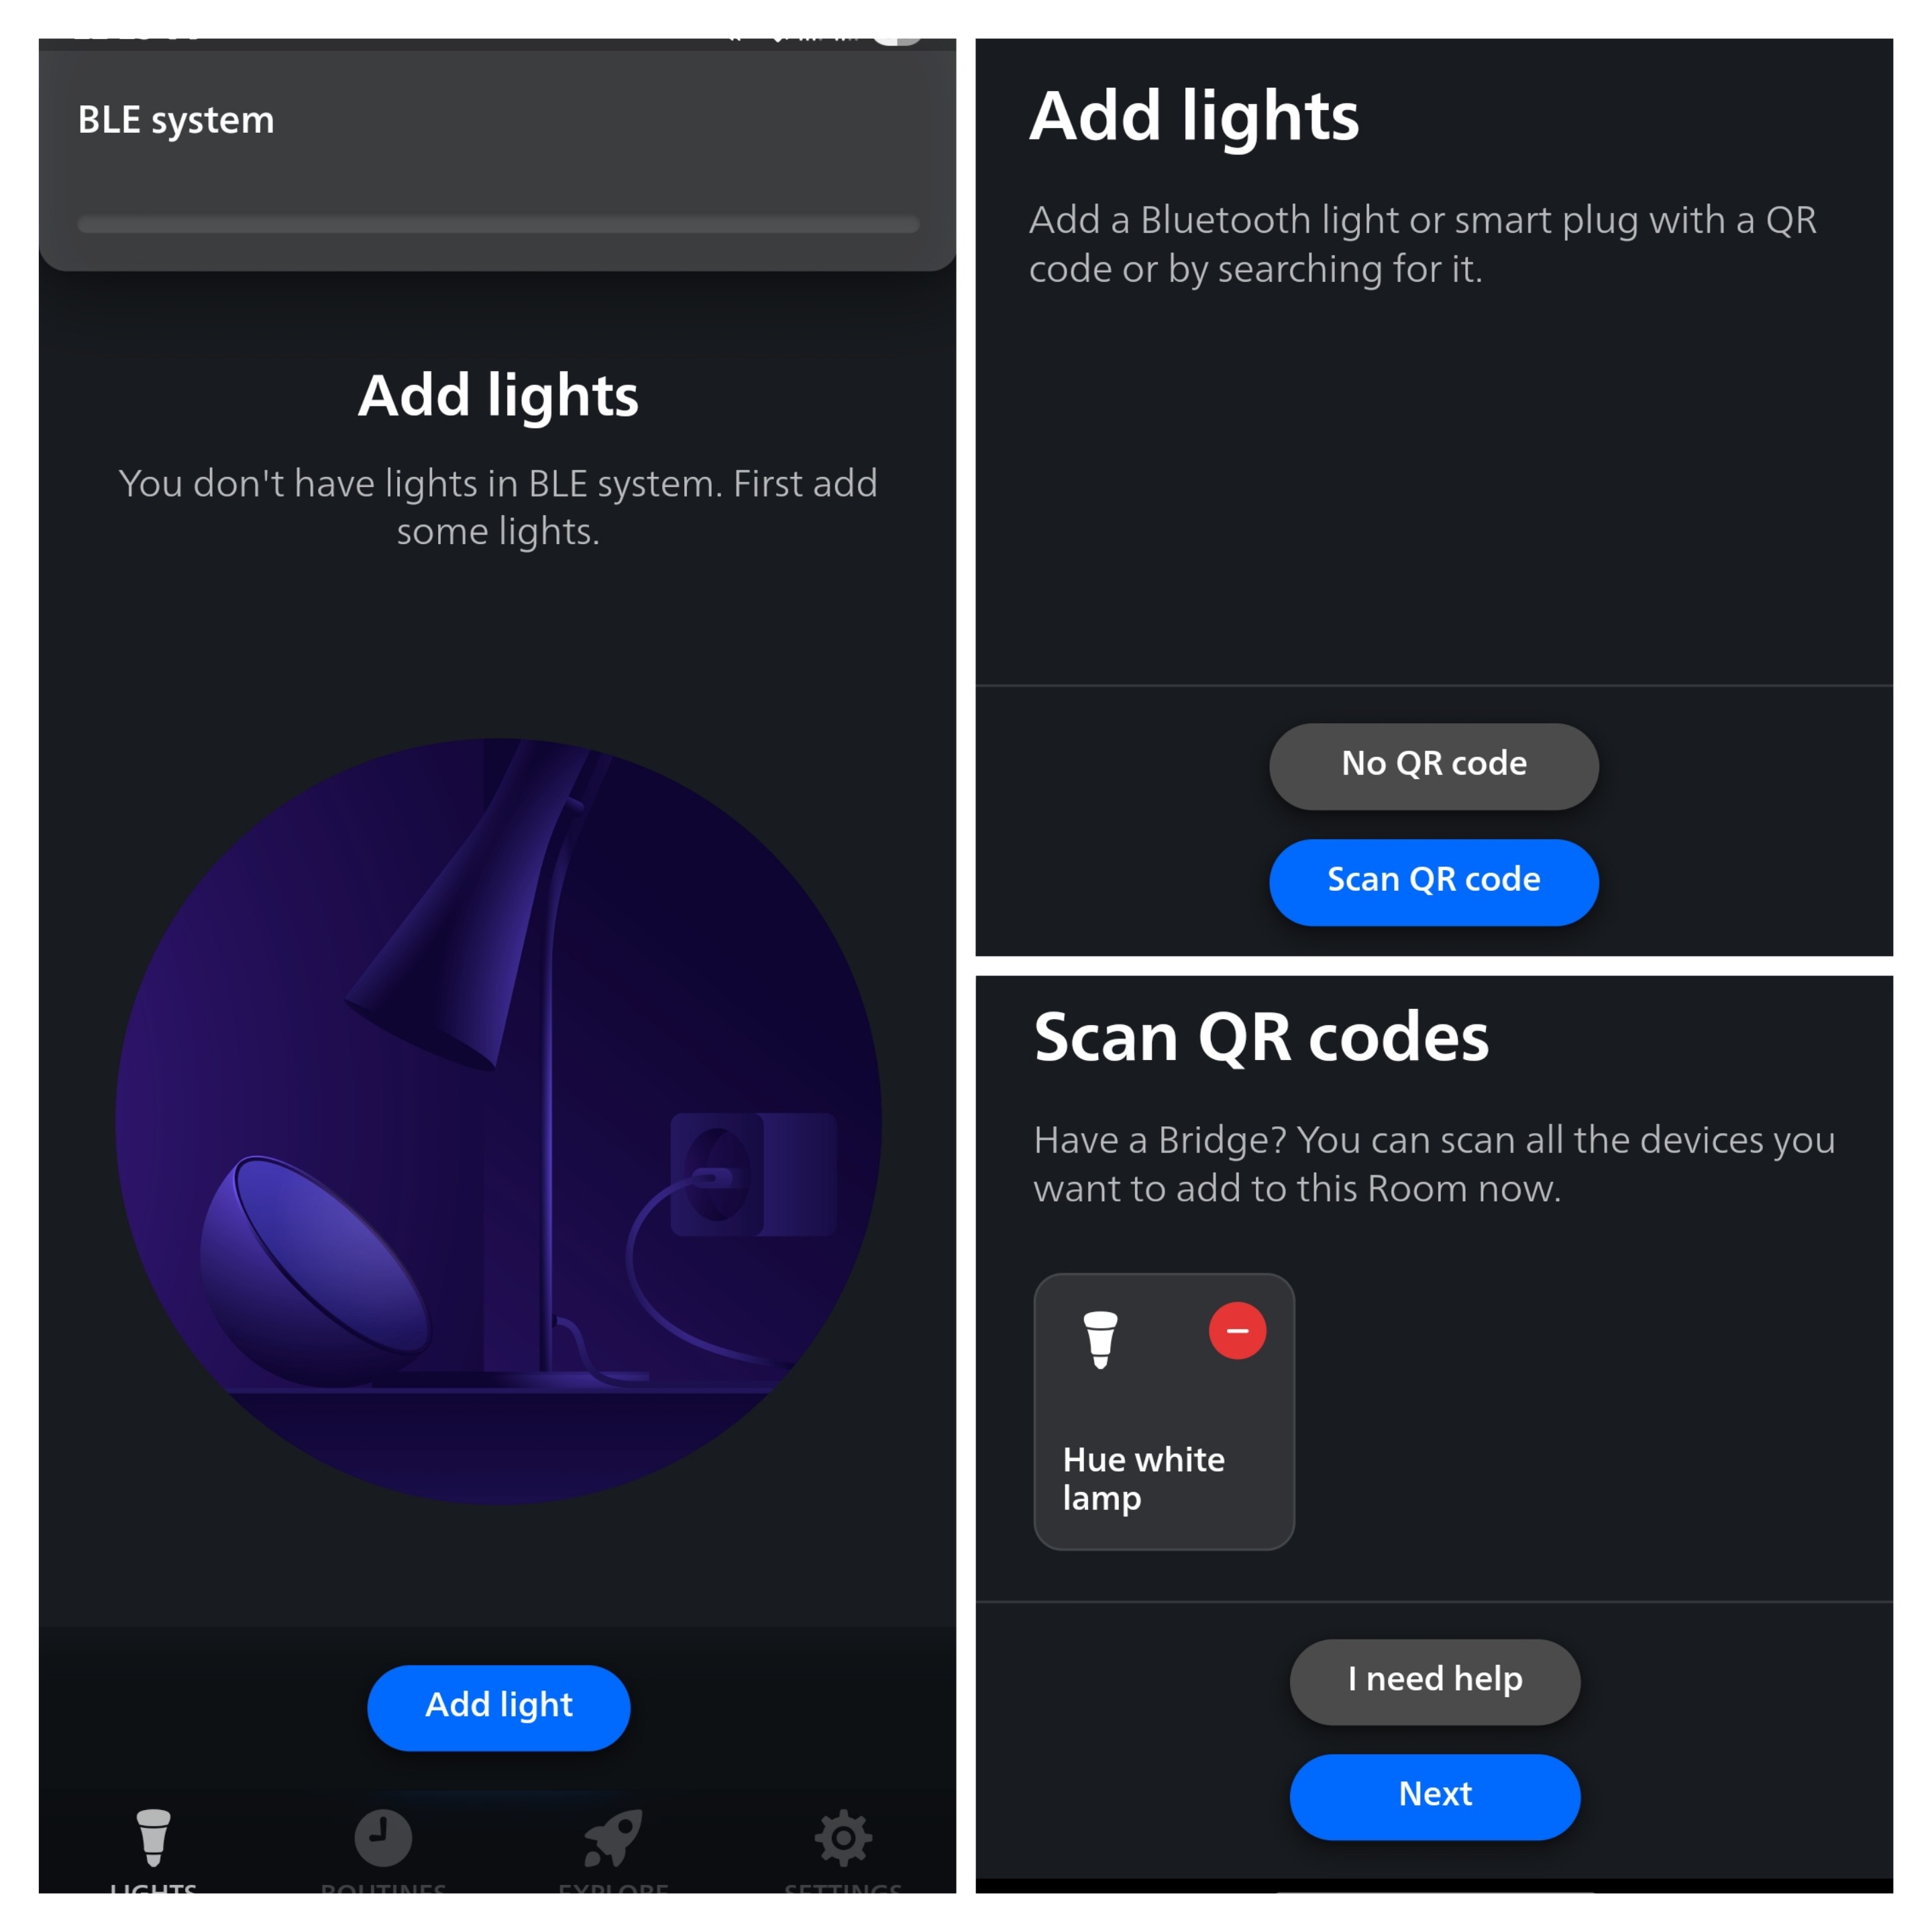 BLE system
Add lights
You don't have lights in BLE system. First add
some lights.
Add light
LIGHTS
ROUTINES
EXPLORE
SETTINGS
Add lights
Add a Bluetooth light or smart plug with a QR
code or by searching for it.
No QR code
Scan QR code
Scan QR codes
Have a Bridge? You can scan all the devices you
want to add to this Room now.
Hue white
lamp
I need help
Next